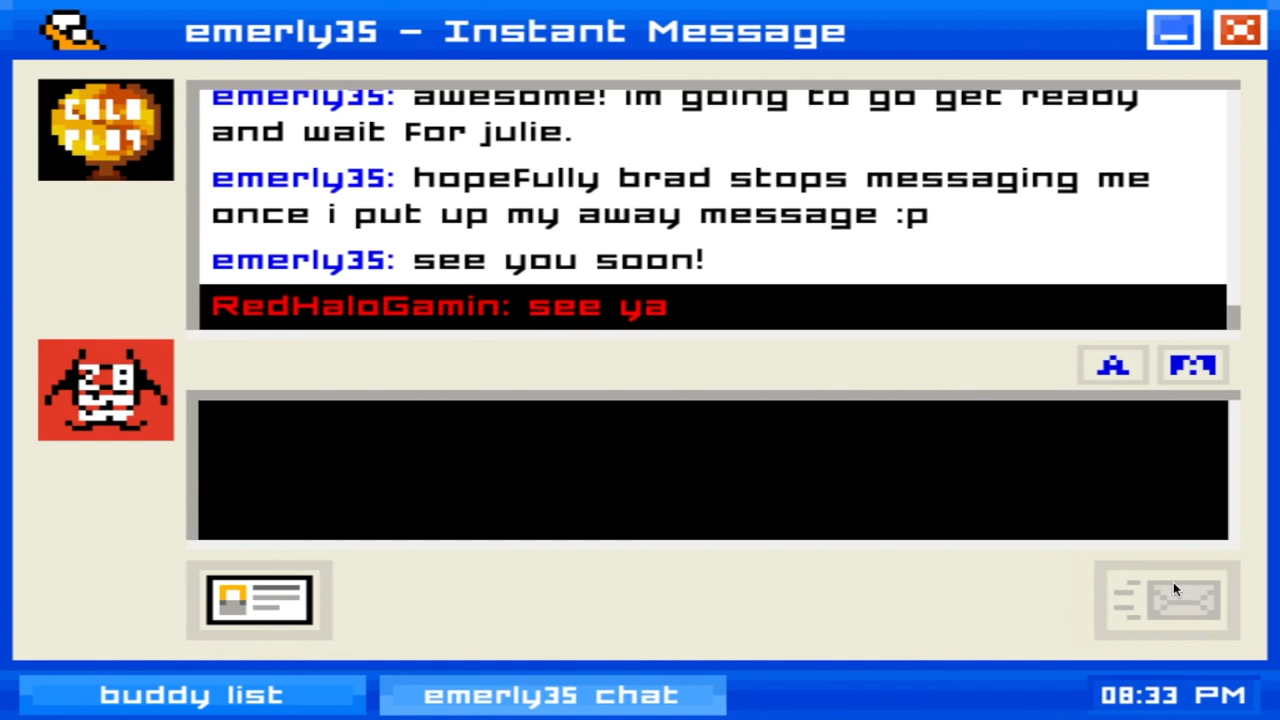 emerly35 - Instant Message
COLD
PLAY
emerly35: awesome! im going to go get ready
and wait for julie.
emerly35: hopefully brad stops messaging me
once i put up my away message :p
emerly35: see you soon!
RedHaloGamin: see ya
A M
buddy list
emerly35 chat
08:33 PM